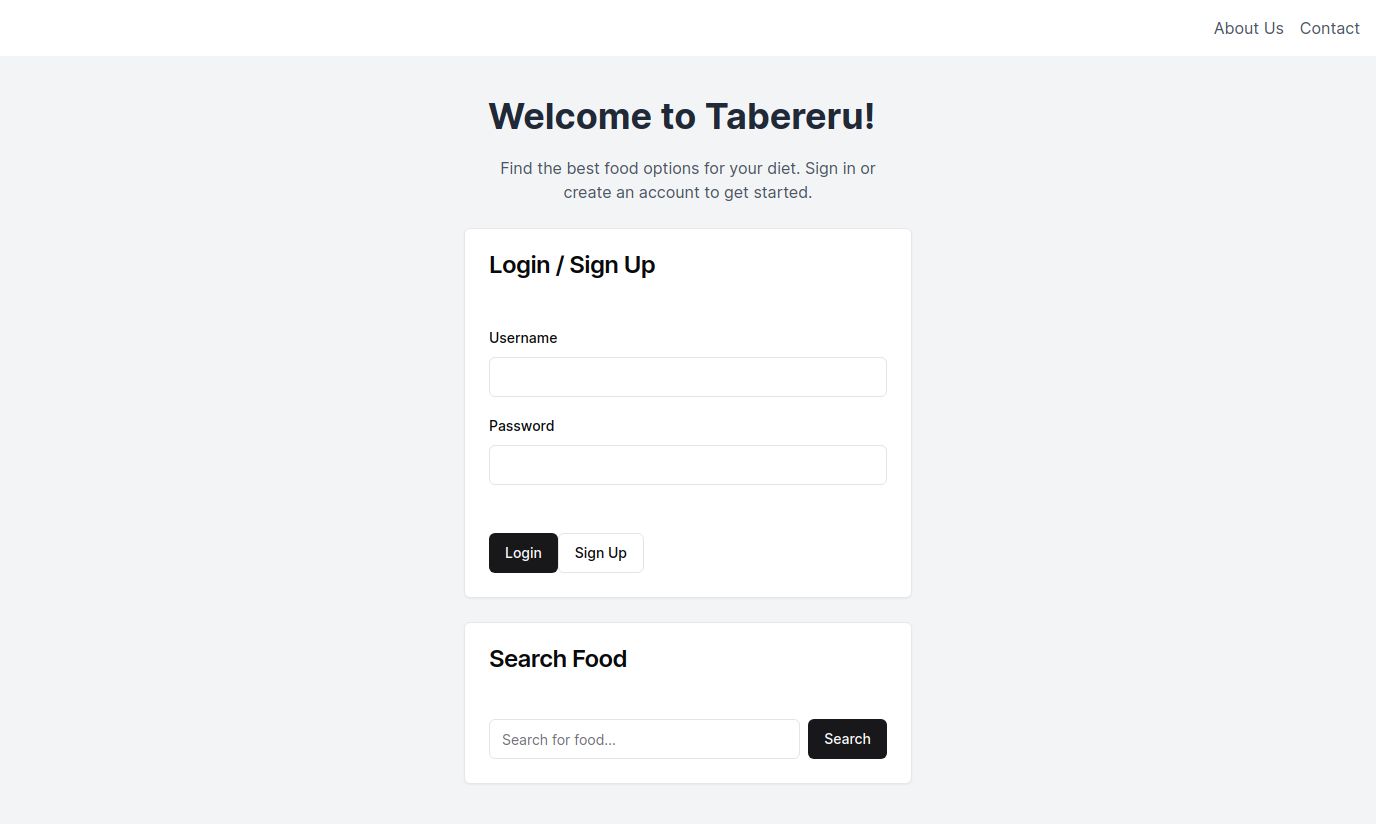 About Us Contact
Welcome to Tabereru!
Find the best food options for your diet. Sign in or
create an account to get started.
Login / Sign Up
Username
Password
Login Sign Up
Search Food
Search for food... Search